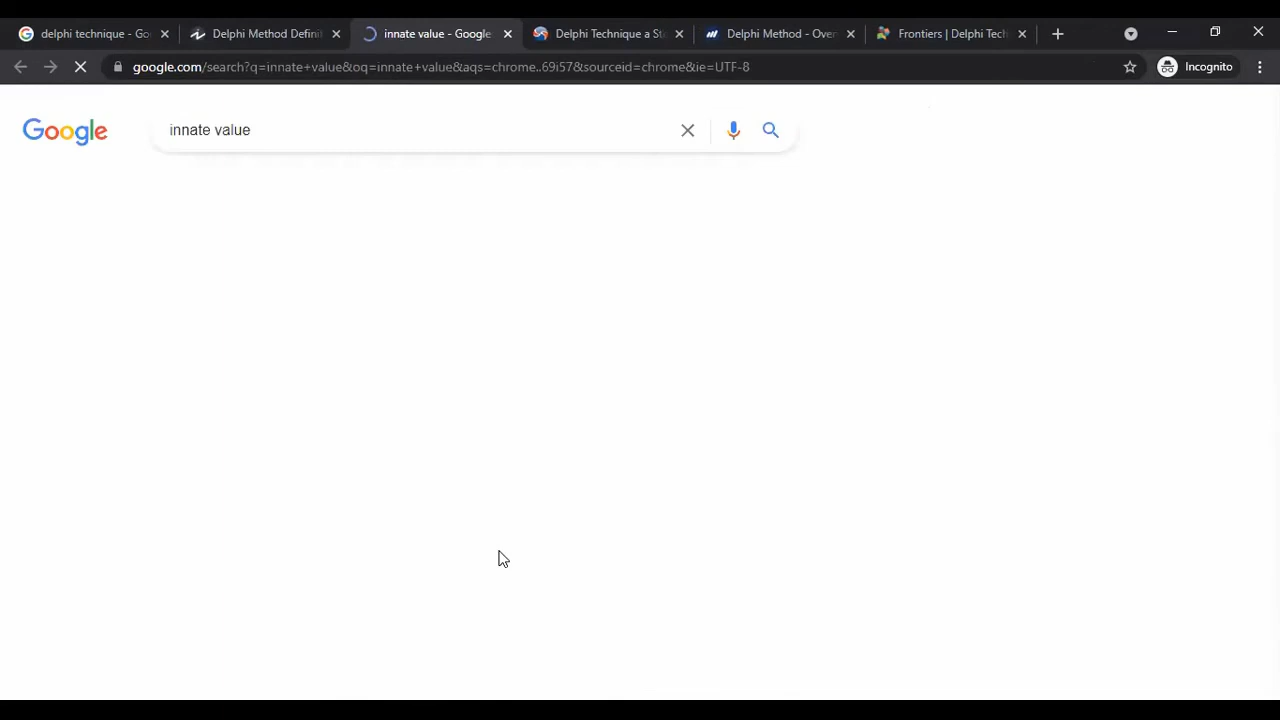 delphi technique - Go
Delphi Method Defini
innate value - Google
Delphi Technique a St
Delphi Method - Over
Frontiers | Delphi Tech
google.com/search?q=innate+value&oq=innate+value&aqs=chrome..69i57&sourceid=chrome&ie=UTF-8
Incognito
Google
innate value